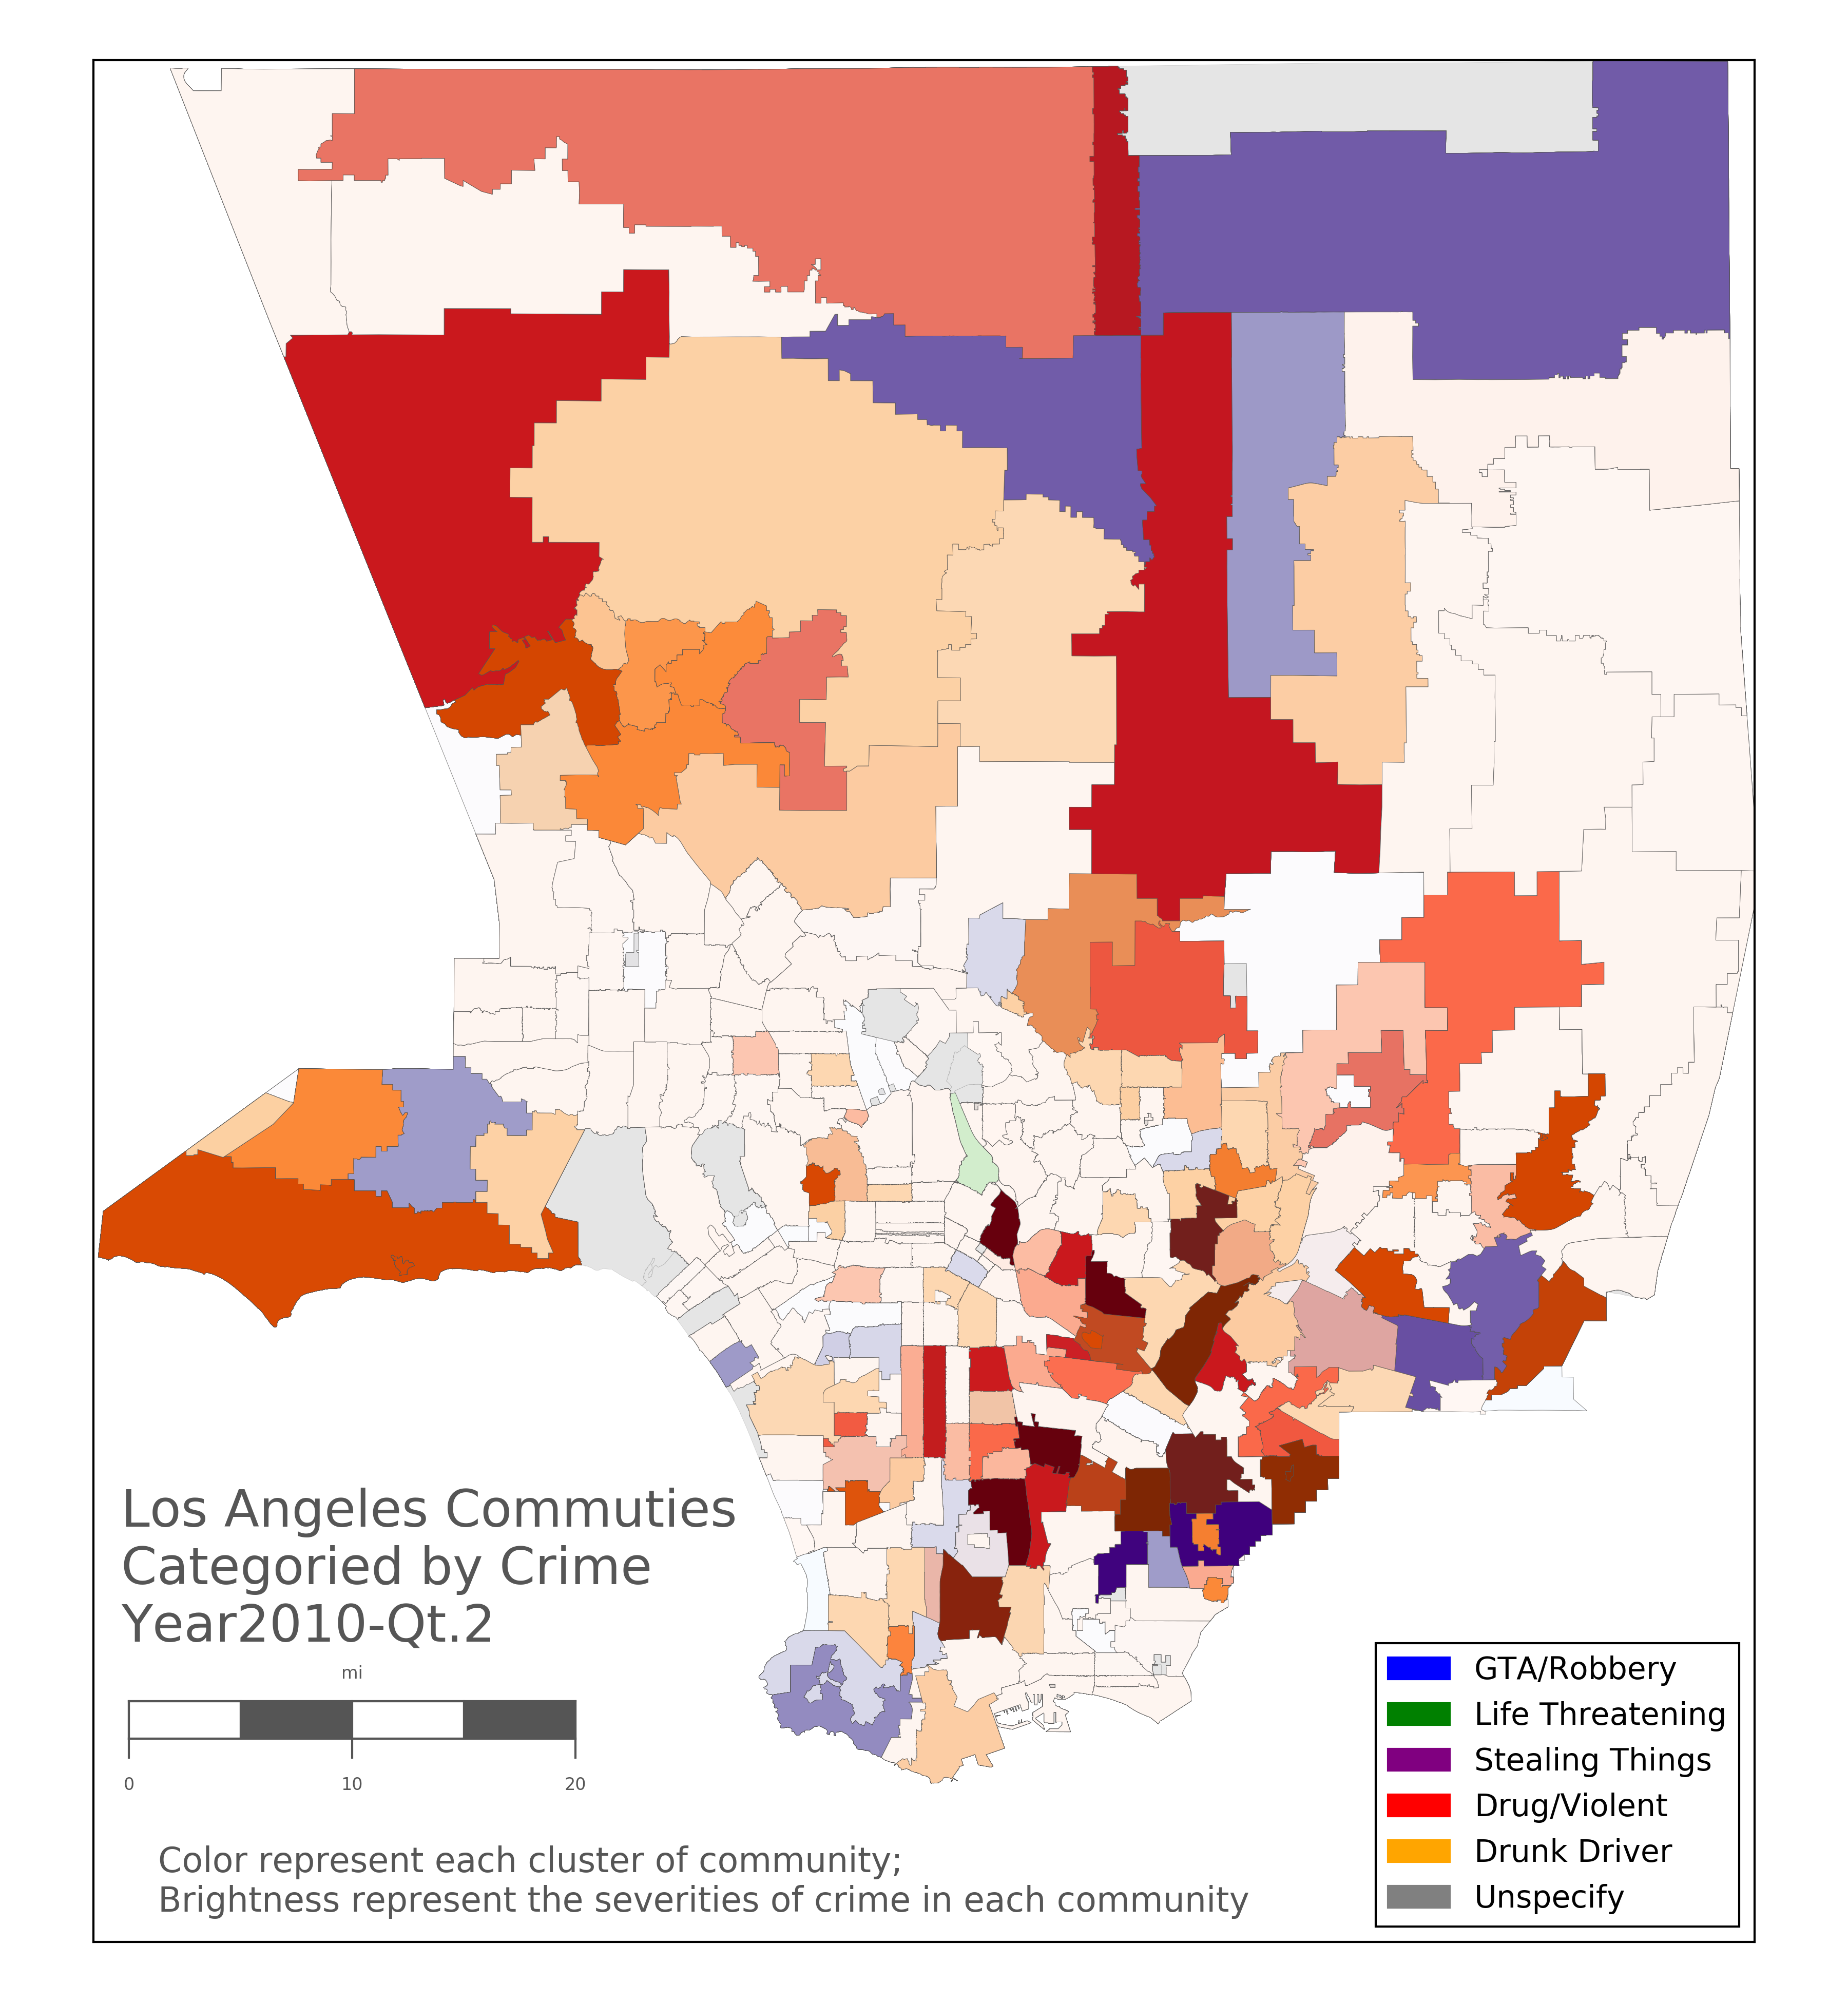 Los Angeles Commuties
Categoried by Crime
Year2010-Qt.2
mi
0 10 20
Color represent each cluster of community;
Brightness represent the severities of crime in each community
GTA/Robbery
Life Threatening
Stealing Things
Drug/Violent
Drunk Driver
Unspecify